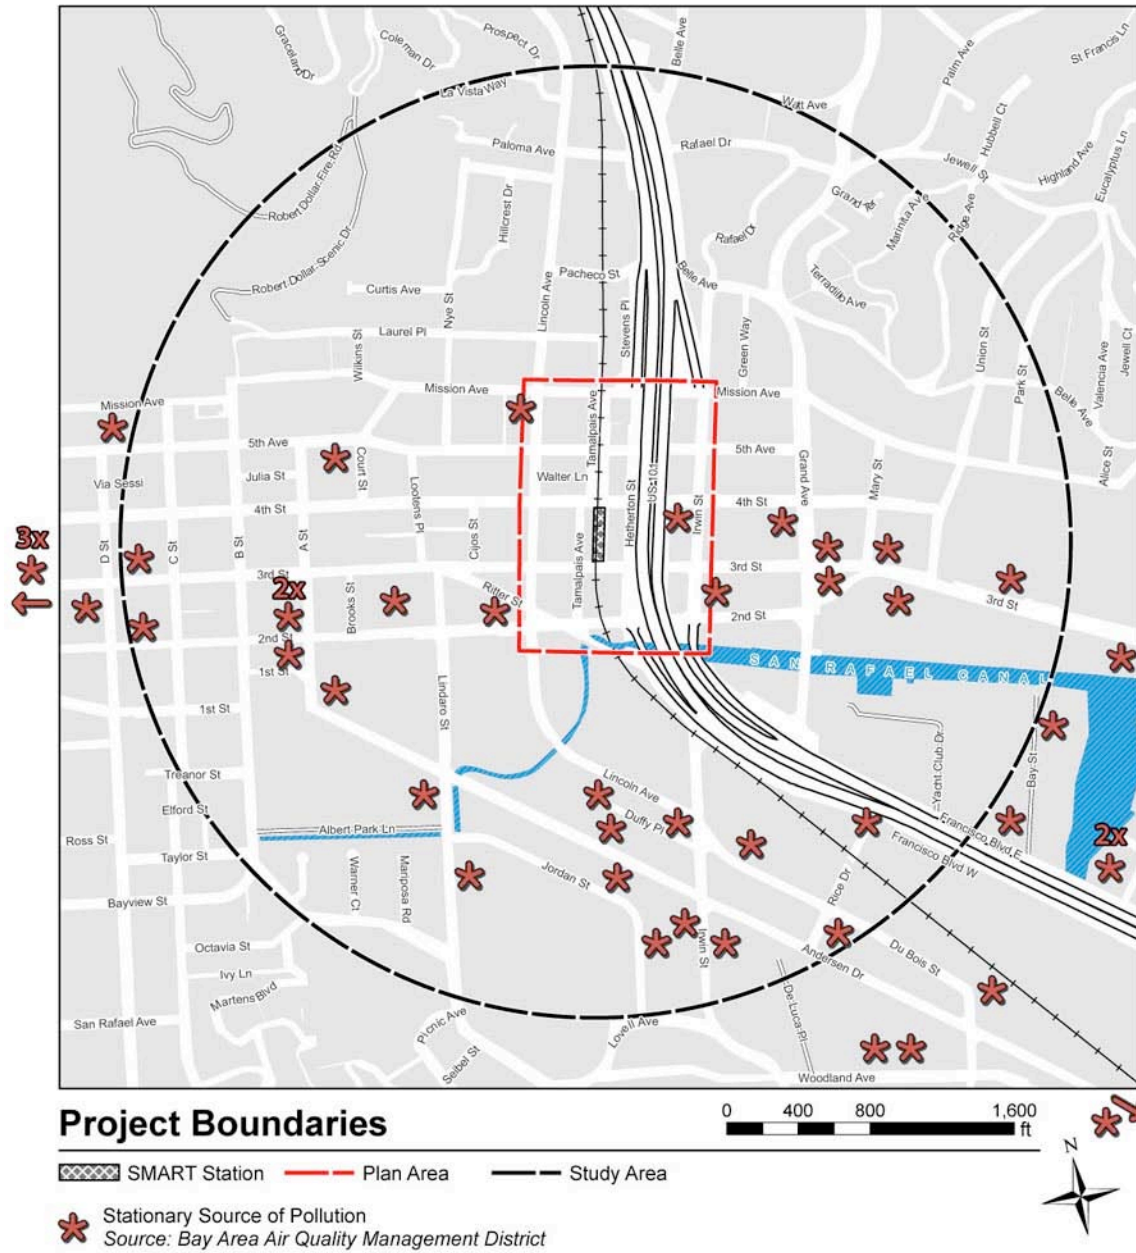 Graceland Dr
Coleman Dr
Prospect Dr
Belle Ave
Palm Ave
St Francis Ln
La Vista Way
Watt Ave
Hubbell Ct
Paloma Ave
Rafael Dr
Jewell St
Highland Ave
Eucalyptus Ln
Robert Dollar Fire Rd
Hillcrest Dr
Marinita Ave
Ridge Ave
Rafael Dr
Robert Dollar Scenic Dr
Pacheco St
Belle Ave
Terradillo Ave
Curtis Ave
Nye St
Lincoln Ave
Stevens Pl
Green Way
Union St
Laurel Pl
Wilkins St
Park St
Valencia Ave
Jewell Ct
Mission Ave
Mission Ave
Mission Ave
Belle Ave
Tamalpais Ave
5th Ave
5th Ave
Court St
Julia St
Via Sessi
Walter Ln
Mary St
Alice St
Grand Ave
4th St
4th St
Lootens Pl
Hetherton St
US-101
Irwin St
3x
D St
C St
B St
A St
Cijos St
3rd St
3rd St
3rd St
2x
Brooks St
Ritter St
Tamalpais Ave
2nd St
2nd St
1st St
SAN RAFAEL CANAL
1st St
Lindaro St
Yacht Club Dr
Bay St
Treanor St
Lincoln Ave
Elford St
Duffy Pl
Francisco Blvd E
Ross St
Albert Park Ln
2x
Taylor St
Francisco Blvd W
Warner Ct
Mariposa Rd
Jordan St
Rice Dr
Bayview St
Octavia St
Irwin St
Du Bois St
Andersen Dr
Ivy Ln
Martens Blvd
De Luca Pl
San Rafael Ave
Picnic Ave
Lovell Ave
Seibel St
Woodland Ave
Project Boundaries
0 400 800 1,600
ft
N
SMART Station
Plan Area
Study Area
Stationary Source of Pollution
Source: Bay Area Air Quality Management District